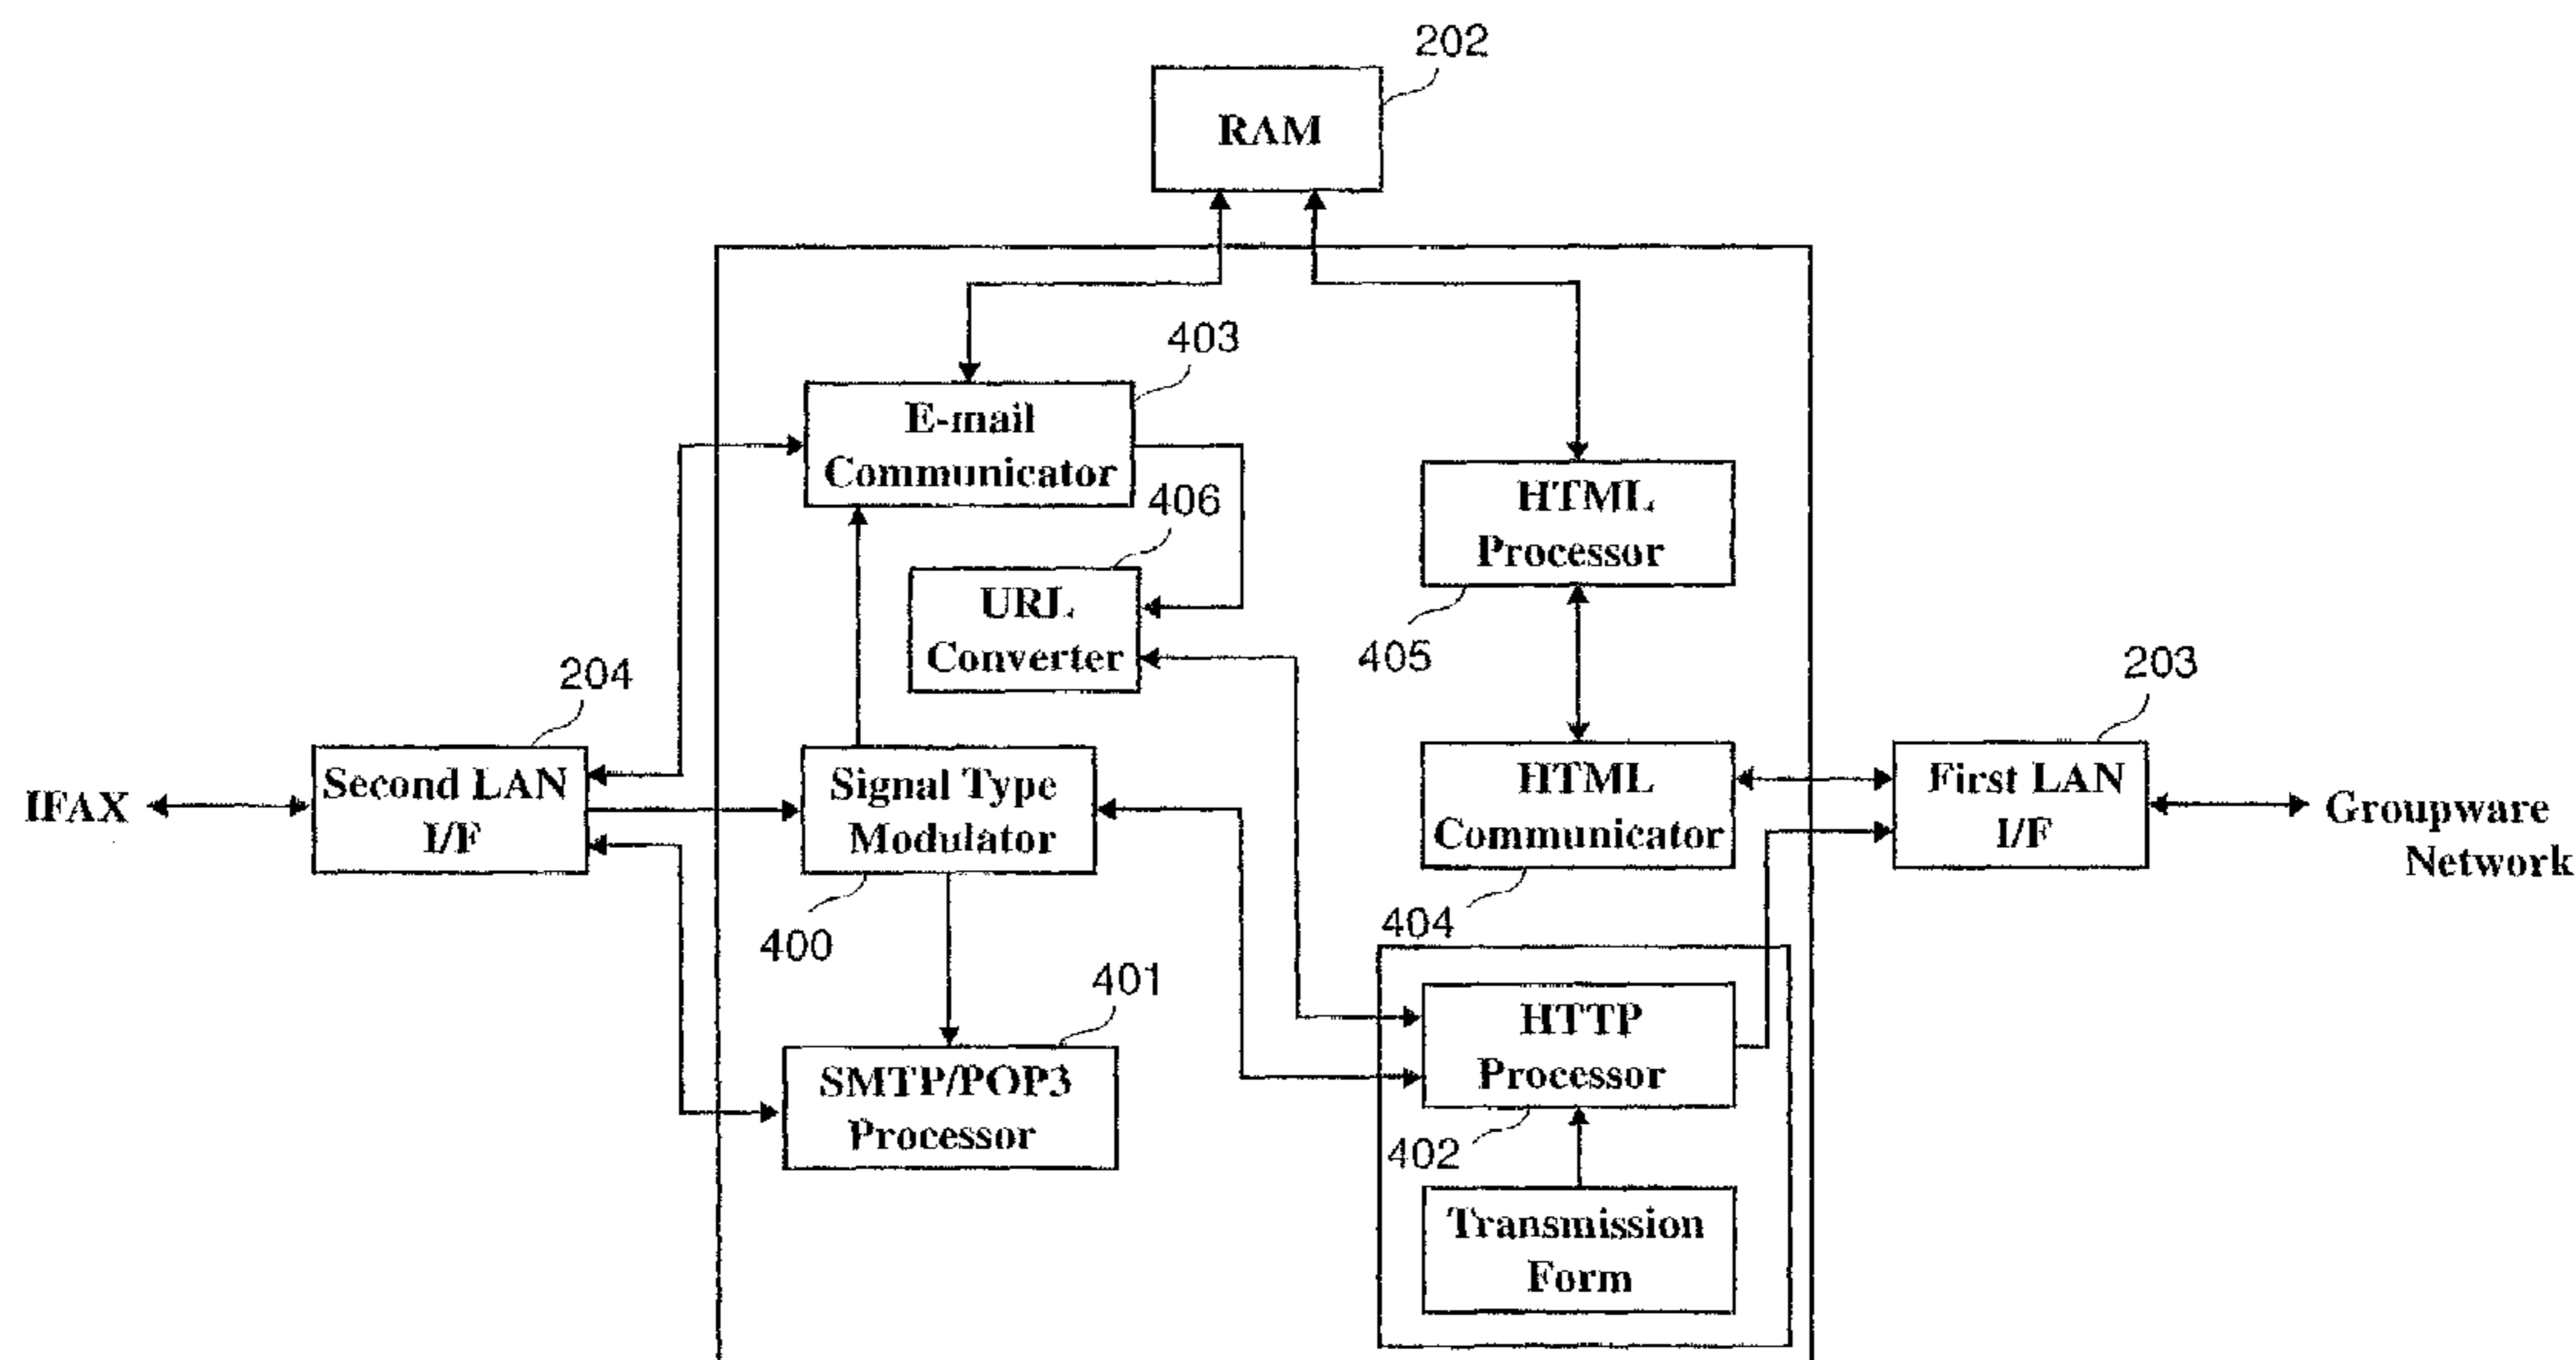 202
RAM
403
E-mail
Communicator
406
URL
Converter
HTML
Processor
405
204
203
IFAX
Second LAN
I/F
Signal Type
Modulator
400
HTML
Communicator
404
First LAN
I/F
Groupware
Network
401
SMTP/POP3
Processor
HTTP
Processor
402
Transmission
Form